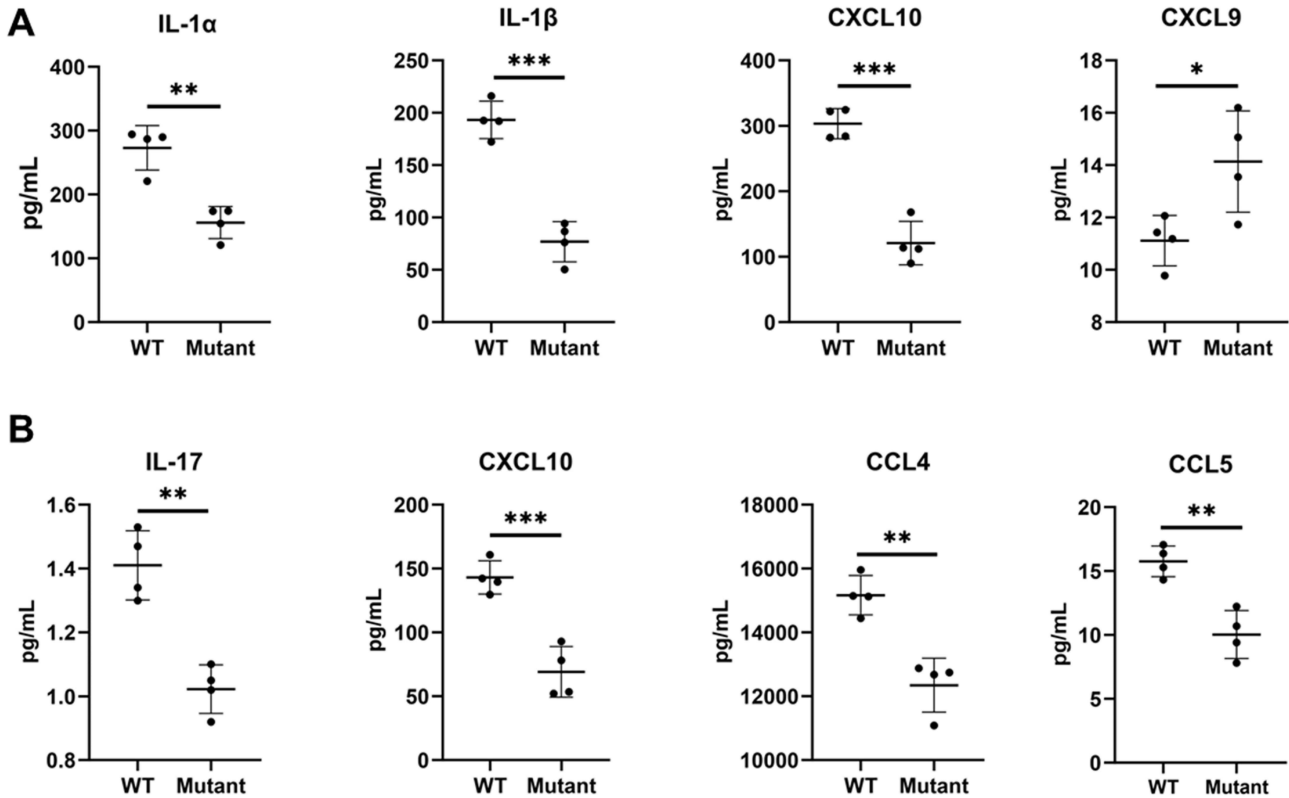 A
IL-1α
IL-1β
CXCL10
CXCL9
400
300
200
100
0
pg/mL
**
WT Mutant
250
200
150
100
50
0
pg/mL
***
WT Mutant
400
300
200
100
0
pg/mL
***
WT Mutant
18
16
14
12
10
8
pg/mL
*
WT Mutant
B
IL-17
CXCL10
CCL4
CCL5
1.6
1.4
1.2
1.0
0.8
pg/mL
**
WT Mutant
200
150
100
50
0
pg/mL
***
WT Mutant
18000
16000
14000
12000
10000
pg/mL
**
WT Mutant
20
15
10
5
0
pg/mL
**
WT Mutant